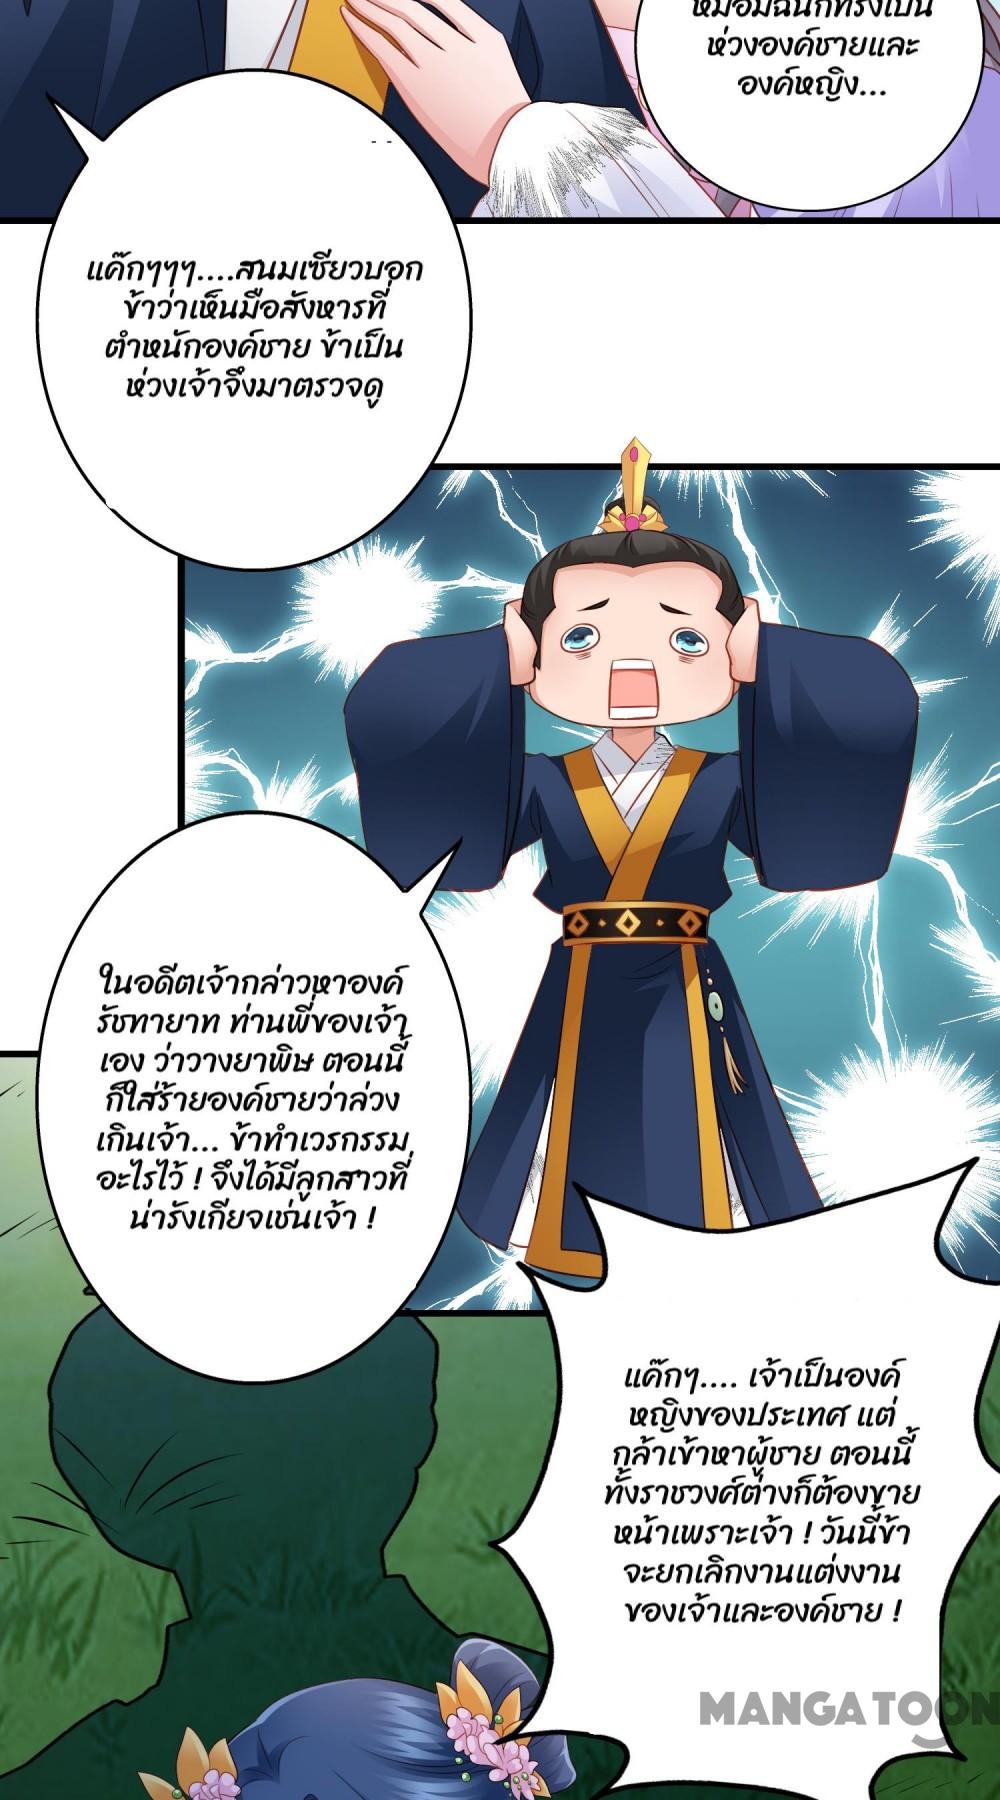 หม่อมฉันก็ทรงเป็น
ห่วงองค์ชายและ
องค์หญิง...
แค๊กๆๆๆ....สนมเซียวบอก
ข้าว่าเห็นมือสังหารที่
ตำหนักองค์ชาย ข้าเป็น
ห่วงเจ้าจึงมาตรวจดู
ในอดีตเจ้ากล่าวหาองค์
รัชทายาท ท่านพี่ของเจ้า
เอง ว่าวางยาพิษ ตอนนี้
ก็ใส่ร้ายองค์ชายว่าล่วง
เกินเจ้า... ข้าทำเวรกรรม
อะไรไว้ ! จึงได้มีลูกสาวที่
น่ารังเกียจเช่นเจ้า !
แค๊กๆ.... เจ้าเป็นองค์
หญิงของประเทศ แต่
กล้าเข้าหาผู้ชาย ตอนนี้
ทั้งราชวงศ์ต่างก็ต้องขาย
หน้าเพราะเจ้า ! วันนี้ข้า
จะยกเลิกงานแต่งงาน
ของเจ้าและองค์ชาย !
MANGATOON